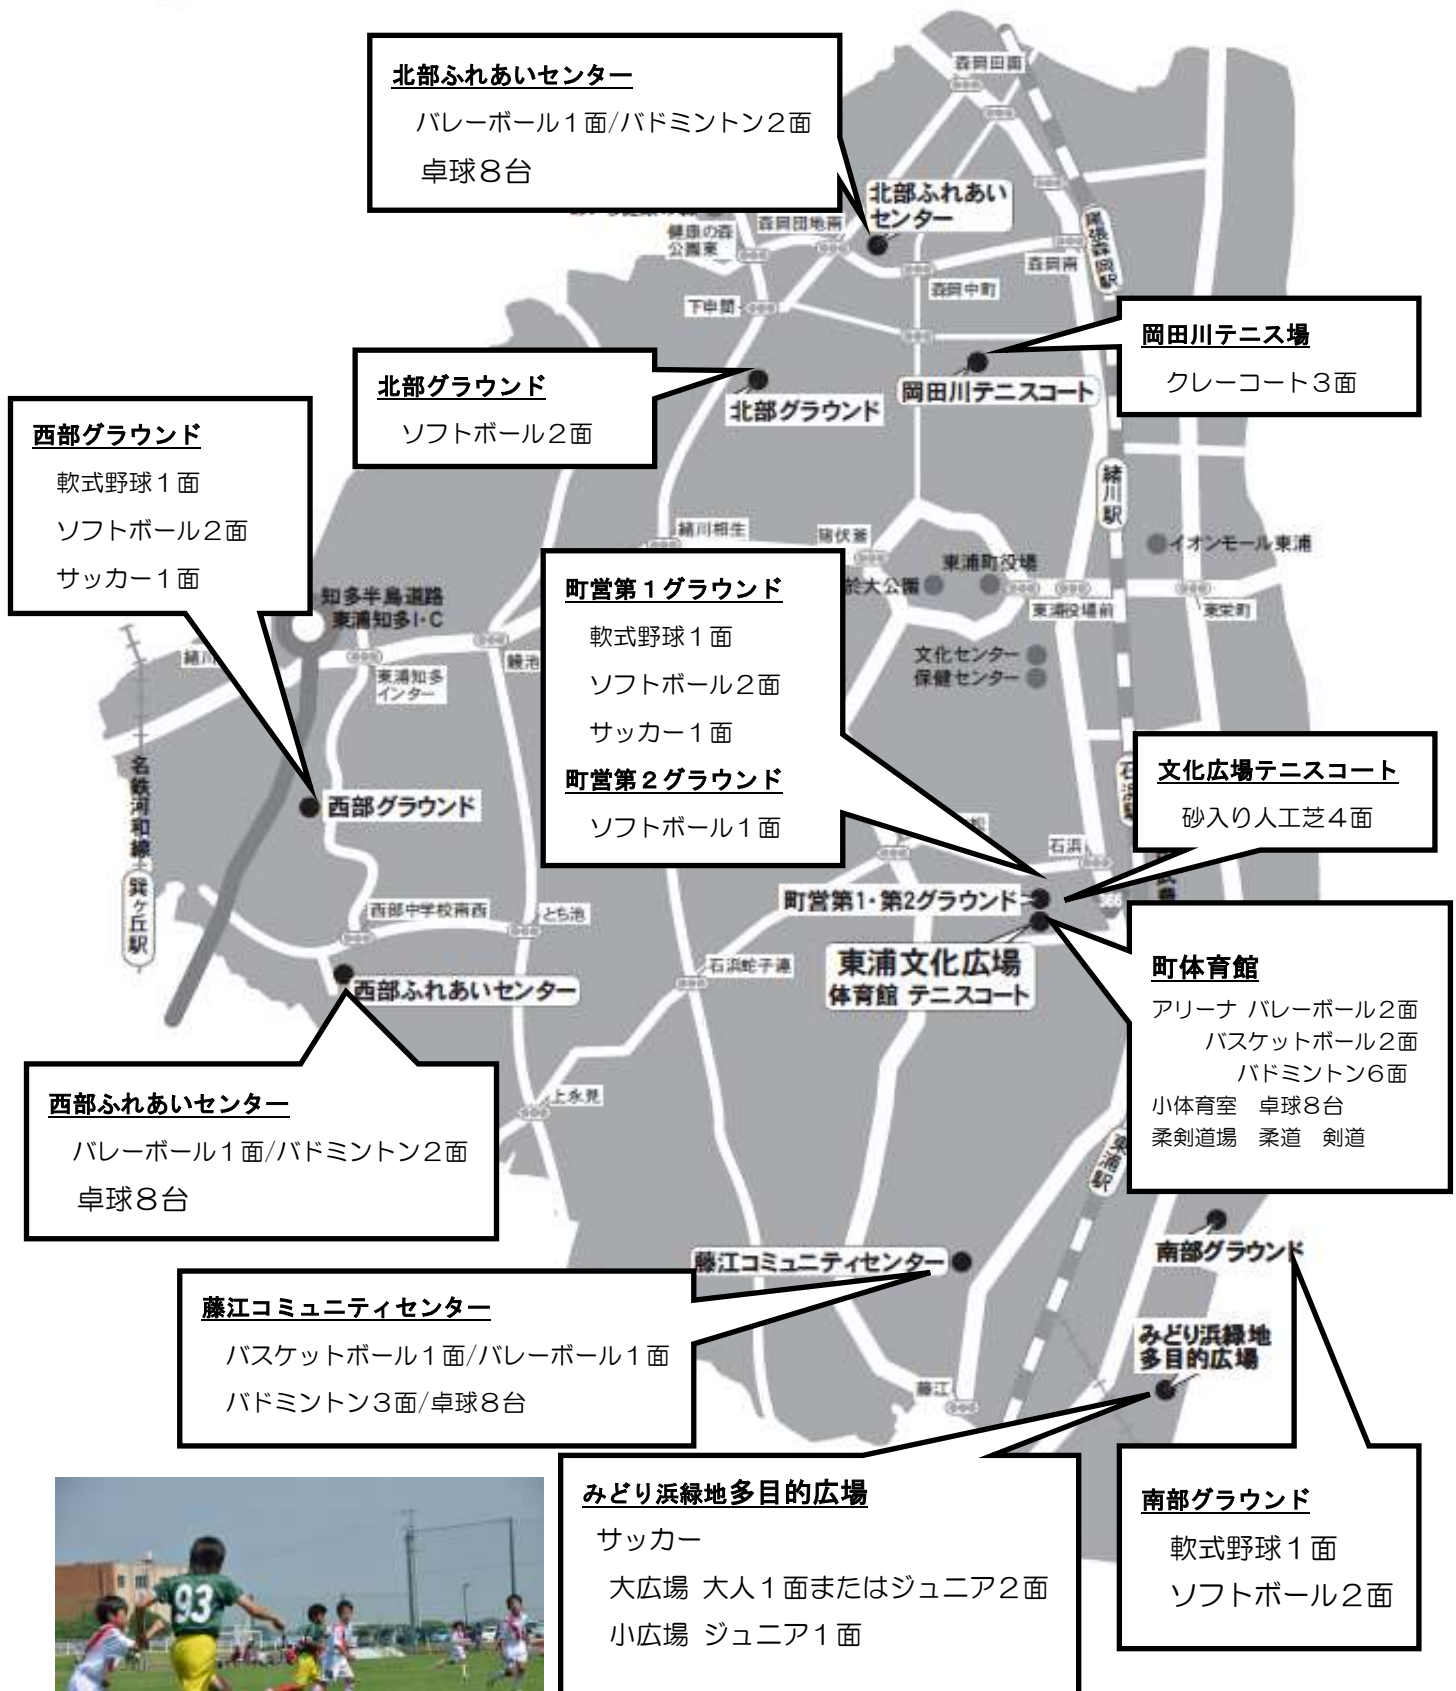 北部ふれあいセンター
バレーボール１面/バドミントン２面
卓球８台
森岡田面
北部ふれあい
センター
森岡団地南
健康の森
公園東
尾張森岡駅
森岡南
森岡中町
下申間
岡田川テニス場
クレーコート３面
北部グラウンド
ソフトボール２面
北部グラウンド
岡田川テニスコート
西部グラウンド
軟式野球１面
ソフトボール２面
サッカー１面
緒川駅
緒川相生
猪伏釜
イオンモール東浦
東浦町役場
於大公園
東浦役場前
東栄町
町営第１グラウンド
軟式野球１面
ソフトボール２面
サッカー１面
町営第２グラウンド
ソフトボール１面
知多半島道路
東浦知多I・C
緒川
東浦知多
インター
鰻池
文化センター
保健センター
名鉄河和線
巽ヶ丘駅
西部グラウンド
文化広場テニスコート
砂入り人工芝４面
石浜
366
町営第1・第2グラウンド
東浦文化広場
体育館 テニスコート
西部中学校南西
とち池
石浜蛇子連
西部ふれあいセンター
町体育館
アリーナ バレーボール２面
バスケットボール２面
バドミントン６面
小体育室 卓球８台
柔剣道場 柔道 剣道
西部ふれあいセンター
バレーボール１面/バドミントン２面
卓球８台
上永見
東浦駅
南部グラウンド
藤江コミュニティセンター
藤江コミュニティセンター
バスケットボール１面/バレーボール１面
バドミントン３面/卓球８台
みどり浜緑地
多目的広場
藤江
みどり浜緑地多目的広場
サッカー
大広場 大人１面またはジュニア２面
小広場 ジュニア１面
南部グラウンド
軟式野球１面
ソフトボール２面
93